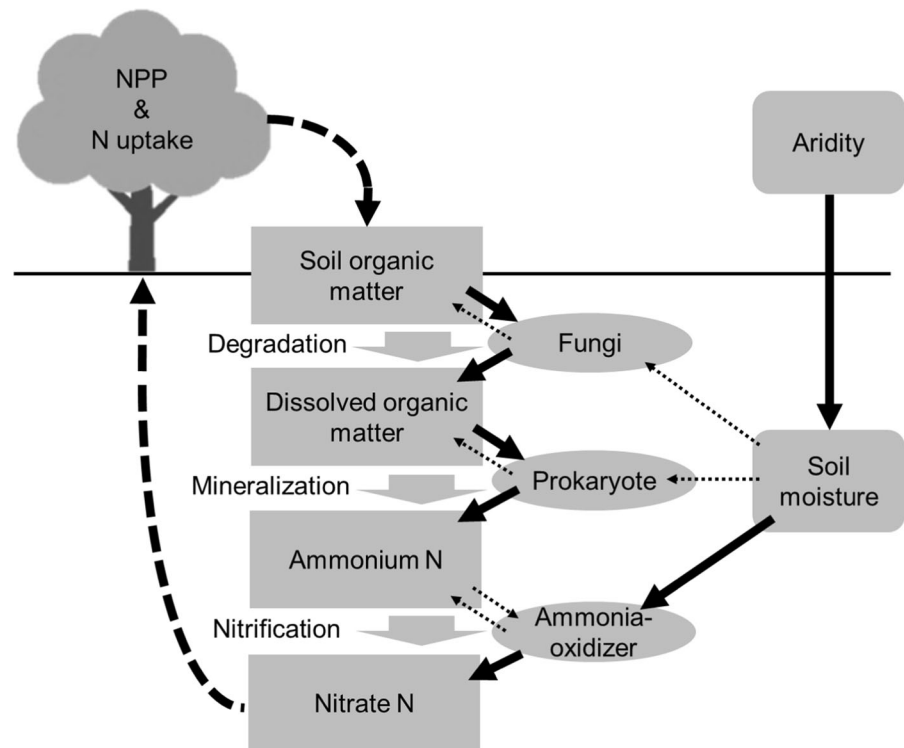 NPP
&
N uptake
Aridity
Soil organic
matter
Degradation
Fungi
Dissolved organic
matter
Mineralization
Prokaryote
Soil
moisture
Ammonium N
Nitrification
Ammonia-
oxidizer
Nitrate N